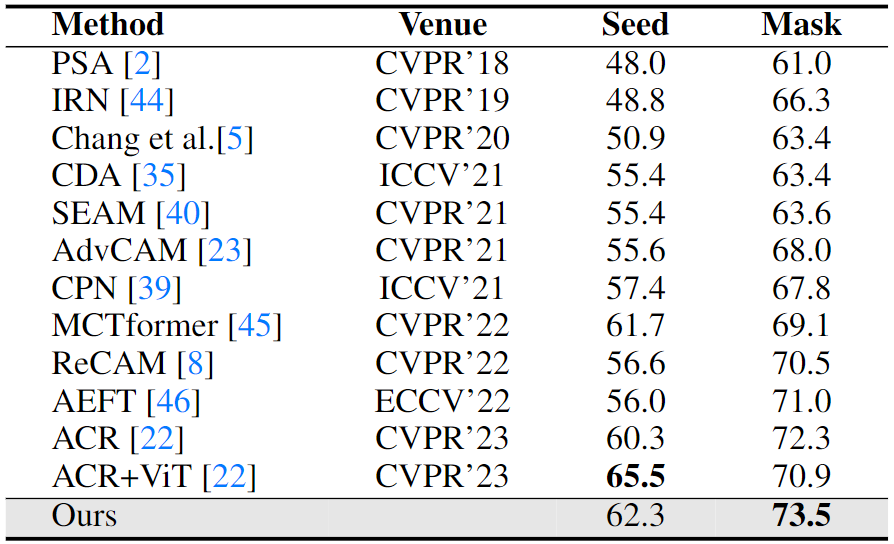 Method Venue Seed Mask
PSA [2] CVPR’18 48.0 61.0
IRN [44] CVPR’19 48.8 66.3
Chang et al.[5] CVPR’20 50.9 63.4
CDA [35] ICCV’21 55.4 63.4
SEAM [40] CVPR’21 55.4 63.6
AdvCAM [23] CVPR’21 55.6 68.0
CPN [39] ICCV’21 57.4 67.8
MCTformer [45] CVPR’22 61.7 69.1
ReCAM [8] CVPR’22 56.6 70.5
AEFT [46] ECCV’22 56.0 71.0
ACR [22] CVPR’23 60.3 72.3
ACR+ViT [22] CVPR’23 65.5 70.9
Ours 62.3 73.5